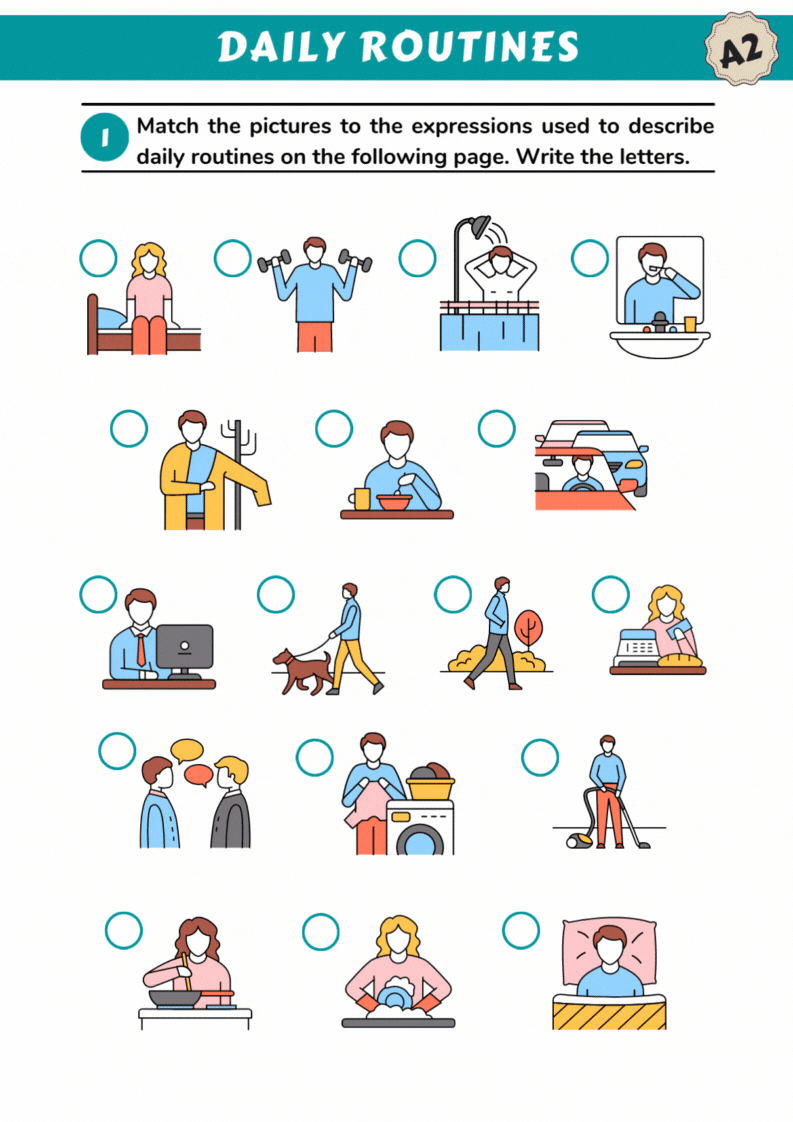 DAILY ROUTINES
A2
1
Match the pictures to the expressions used to describe
daily routines on the following page. Write the letters.